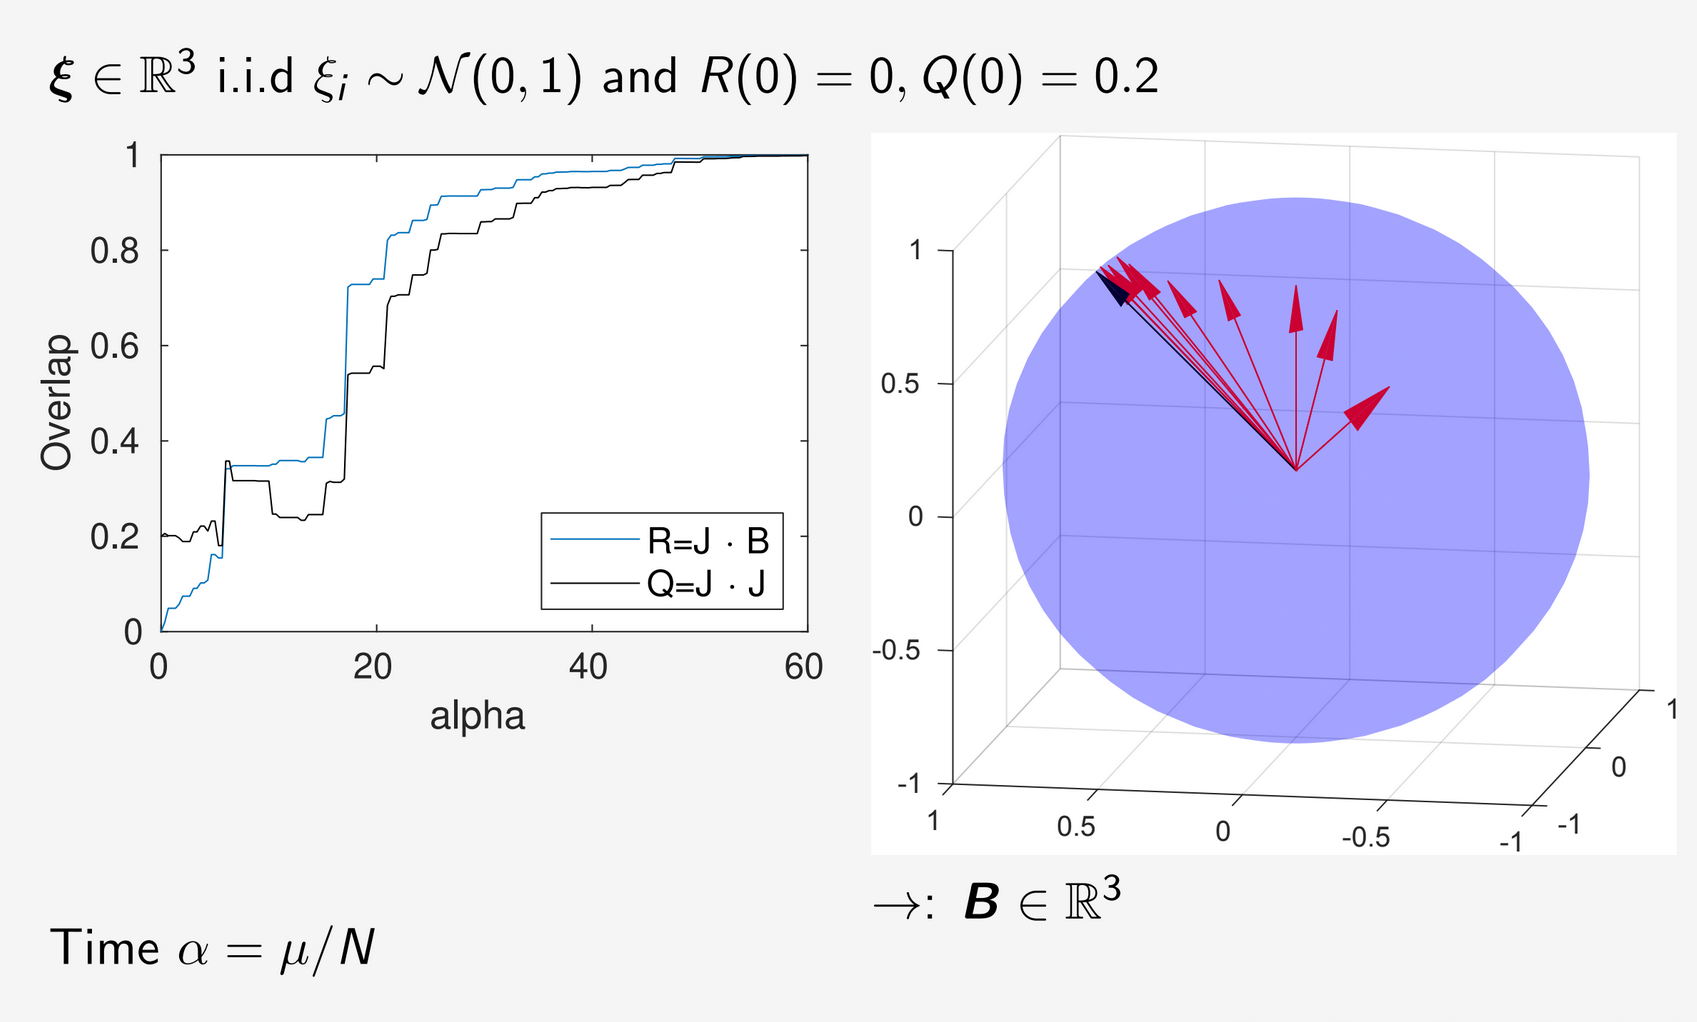 ξ ∈ ℝ³ i.i.d ξᵢ ∼ 𝒩(0, 1) and R(0) = 0, Q(0) = 0.2
1
0.8
0.6
0.4
0.2
0
Overlap
R=J · B
Q=J · J
0 20 40 60
alpha
1
0.5
0
-0.5
-1
1 0.5 0 -0.5 -1
-1 0 1
→: B ∈ ℝ³
Time α = μ/N